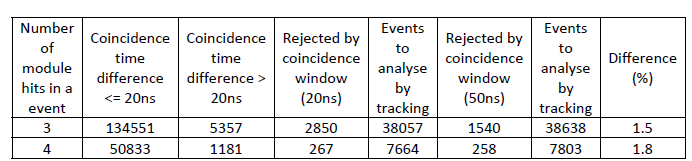 Number of module hits in a event | Coincidence time difference <= 20ns | Coincidence time difference > 20ns | Rejected by coincidence window (20ns) | Events to analyse by tracking | Rejected by coincidence window (50ns) | Events to analyse by tracking | Difference (%)
3 | 134551 | 5357 | 2850 | 38057 | 1540 | 38638 | 1.5
4 | 50833 | 1181 | 267 | 7664 | 258 | 7803 | 1.8